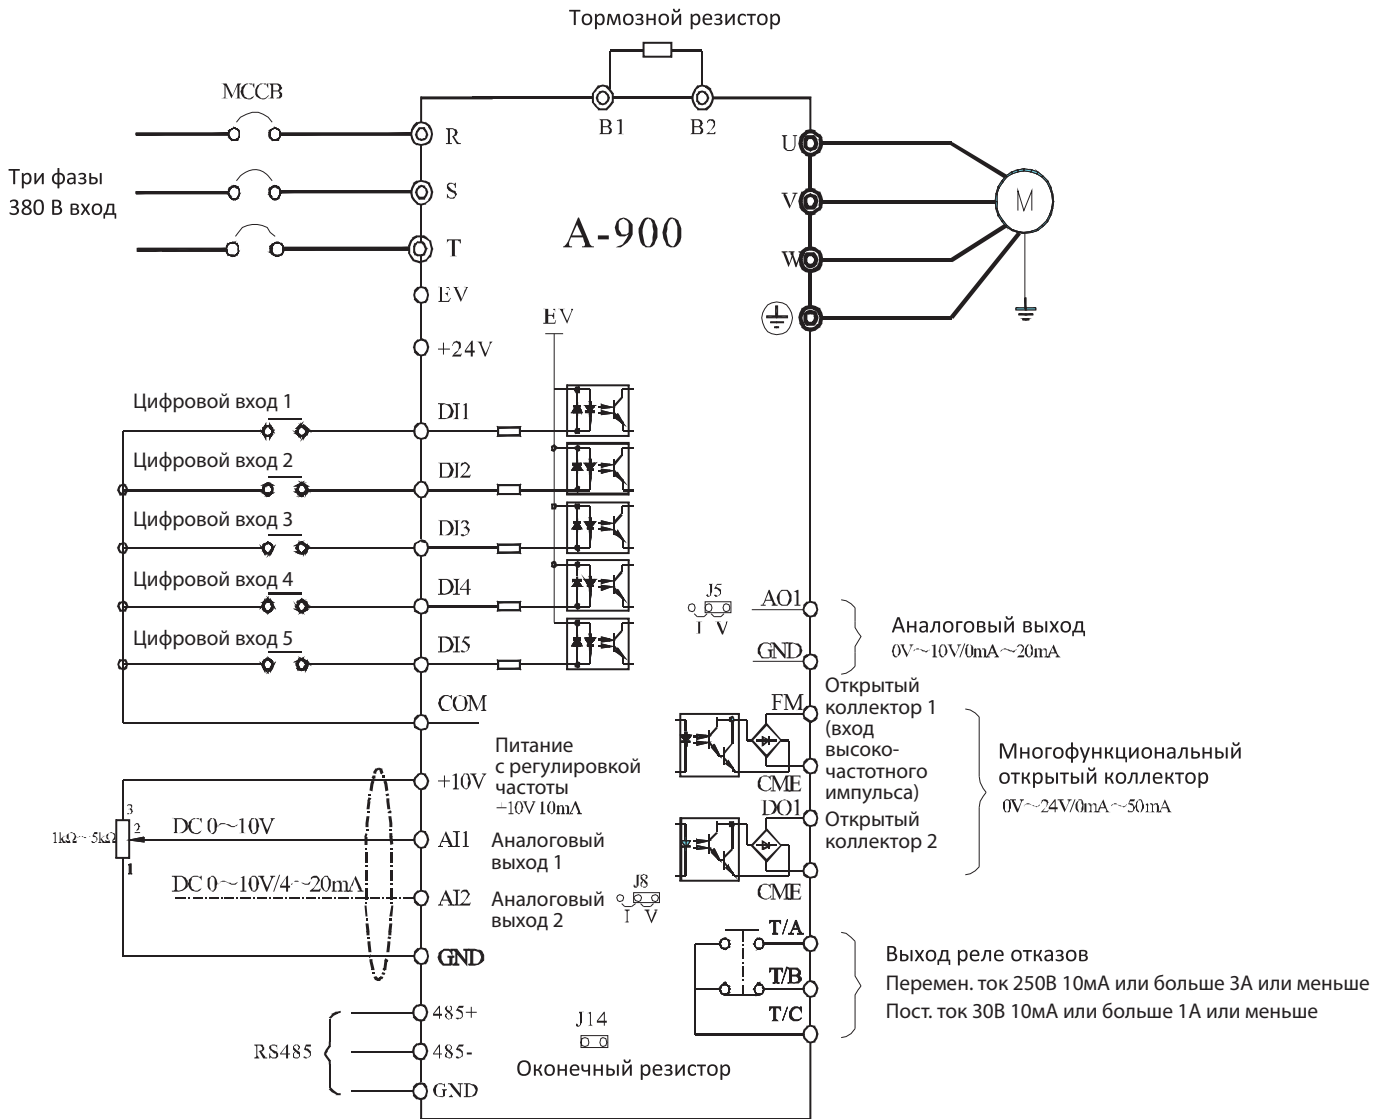 Тормозной резистор
MCCB
B1
B2
R
U
Три фазы
380 В вход
S
V
M
A-900
T
W
EV
EV
+24V
Цифровой вход 1
DI1
Цифровой вход 2
DI2
Цифровой вход 3
DI3
Цифровой вход 4
DI4
Цифровой вход 5
DI5
COM
J5
I V
AO1
GND
Аналоговый выход
0V~10V/0mA~20mA
FM
CME
Открытый
коллектор 1
(вход
высоко-
частотного
импульса)
DO1
CME
Открытый
коллектор 2
Многофункциональный
открытый коллектор
0V~24V/0mA~50mA
+10V
Питание
с регулировкой
частоты
+10V 10mA
3
2
1
1kΩ~5kΩ
DC 0~10V
AI1
Аналоговый
выход 1
DC 0~10V/4~20mA
AI2
Аналоговый
выход 2
J8
I V
GND
T/A
T/B
T/C
Выход реле отказов
Перемен. ток 250В 10мА или больше 3А или меньше
Пост. ток 30В 10мА или больше 1А или меньше
RS485
485+
485-
GND
J14
Оконечный резистор